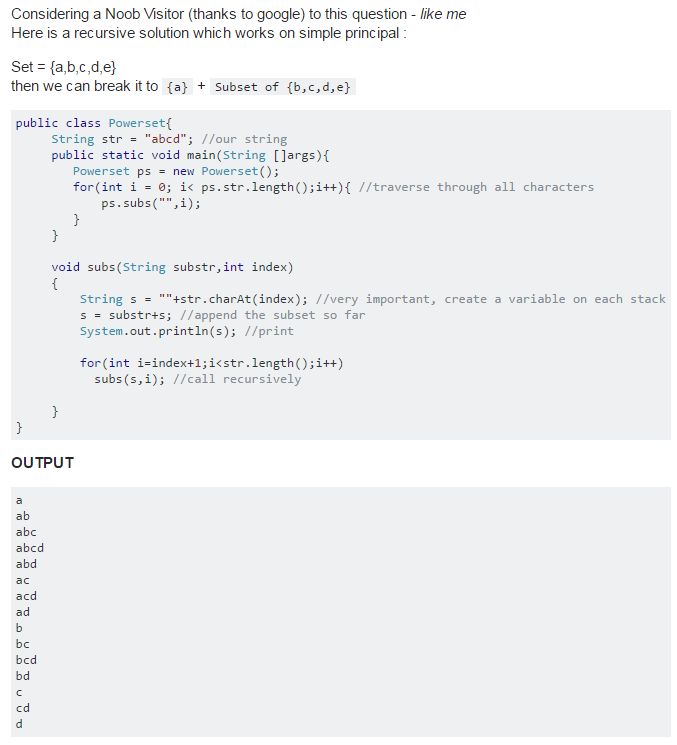 Considering a Noob Visitor (thanks to google) to this question - like me
Here is a recursive solution which works on simple principal :
Set = {a,b,c,d,e}
then we can break it to {a} + Subset of {b,c,d,e}
public class Powerset{
     String str = "abcd"; //our string
     public static void main(String []args){
        Powerset ps = new Powerset();
        for(int i = 0; i< ps.str.length();i++){ //traverse through all characters
            ps.subs("",i);
        }
     }
     void subs(String substr,int index)
     {
         String s = ""+str.charAt(index); //very important, create a variable on each stack
         s = substr+s; //append the subset so far
         System.out.println(s); //print
         for(int i=index+1;i<str.length();i++)
           subs(s,i); //call recursively
     }
}
OUTPUT
a
ab
abc
abcd
abd
ac
acd
ad
b
bc
bcd
bd
c
cd
d